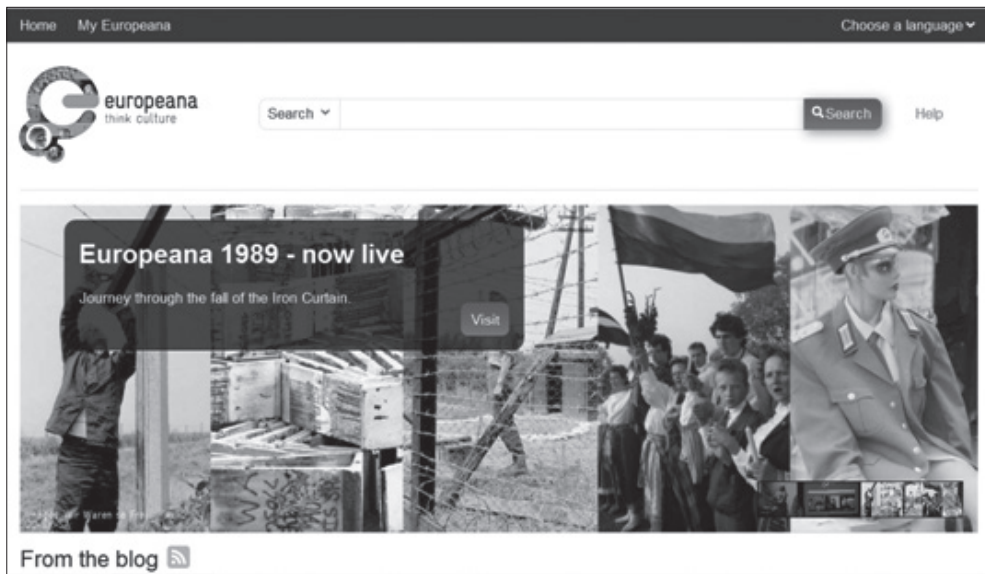 Home My Europeana Choose a language
europeana
think culture
Search Search Help
Europeana 1989 - now live
Journey through the fall of the Iron Curtain.
Visit
From the blog